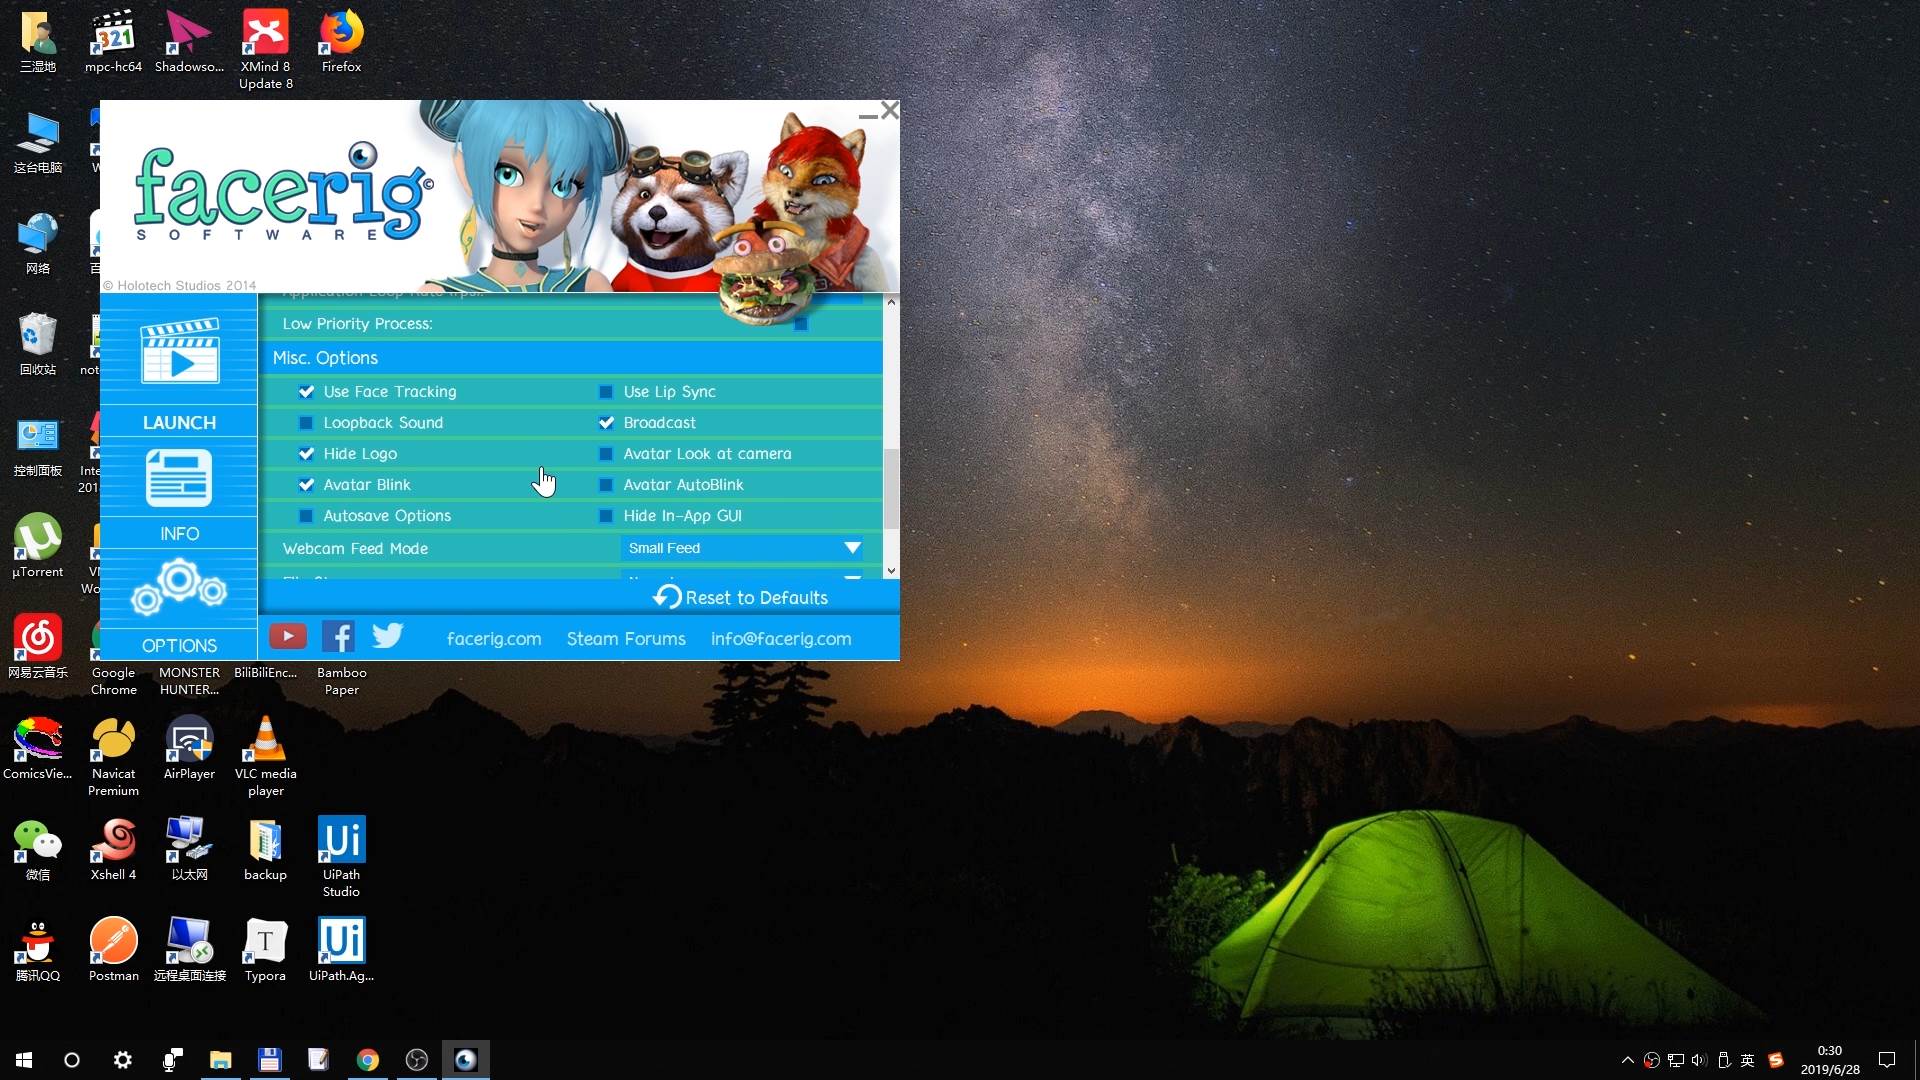 三湿地
mpc-hc64
Shadowso...
XMind 8
Update 8
Firefox
这台电脑
网络
回收站
控制面板
Inte
201
µTorrent
网易云音乐
Google
Chrome
MONSTER
HUNTER...
BiliBiliEnc...
Bamboo
Paper
ComicsVie...
Navicat
Premium
AirPlayer
VLC media
player
微信
Xshell 4
以太网
backup
UiPath
Studio
腾讯QQ
Postman
远程桌面连接
Typora
UiPath.Ag...
facerig©
SOFTWARE
© Holotech Studios 2014
LAUNCH
INFO
OPTIONS
Application Loop Rate (fps):
Low Priority Process:
Misc. Options
Use Face Tracking
Use Lip Sync
Loopback Sound
Broadcast
Hide Logo
Avatar Look at camera
Avatar Blink
Avatar AutoBlink
Autosave Options
Hide In-App GUI
Webcam Feed Mode
Small Feed
Reset to Defaults
facerig.com
Steam Forums
info@facerig.com
英
0:30
2019/6/28